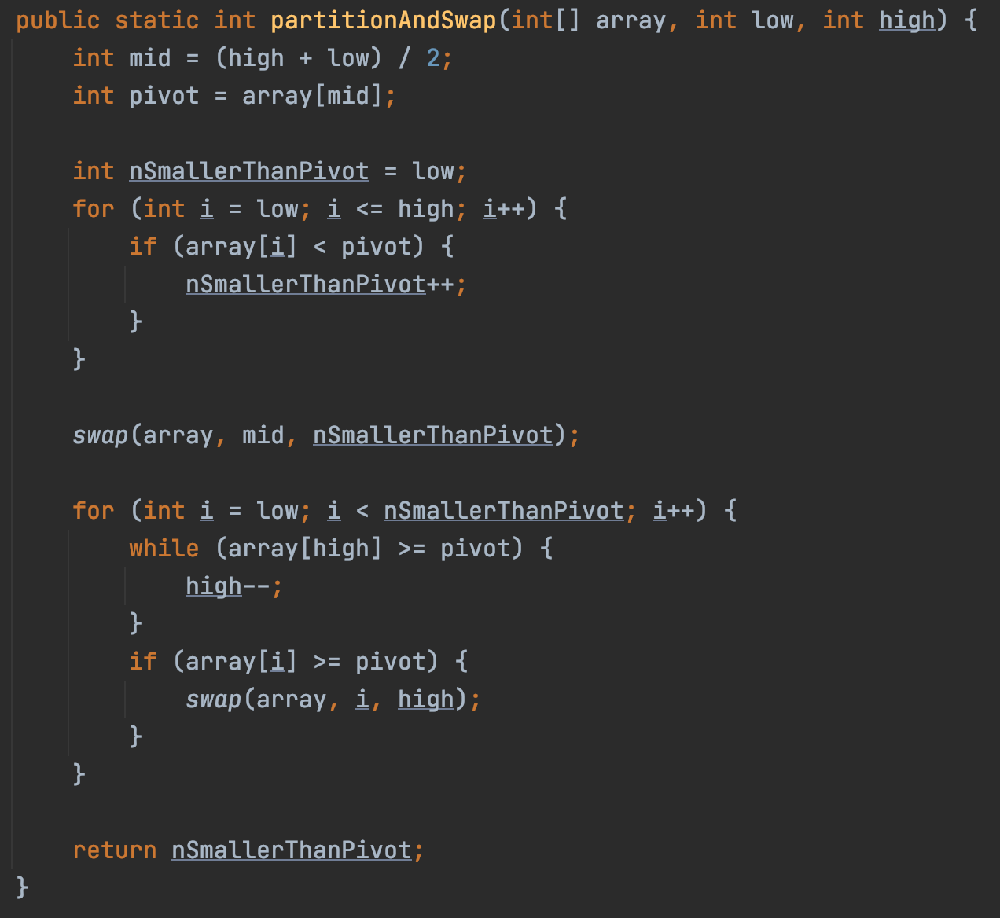 public static int partitionAndSwap(int[] array, int low, int high) {
    int mid = (high + low) / 2;
    int pivot = array[mid];

    int nSmallerThanPivot = low;
    for (int i = low; i <= high; i++) {
        if (array[i] < pivot) {
            nSmallerThanPivot++;
        }
    }

    swap(array, mid, nSmallerThanPivot);

    for (int i = low; i < nSmallerThanPivot; i++) {
        while (array[high] >= pivot) {
            high--;
        }
        if (array[i] >= pivot) {
            swap(array, i, high);
        }
    }

    return nSmallerThanPivot;
}